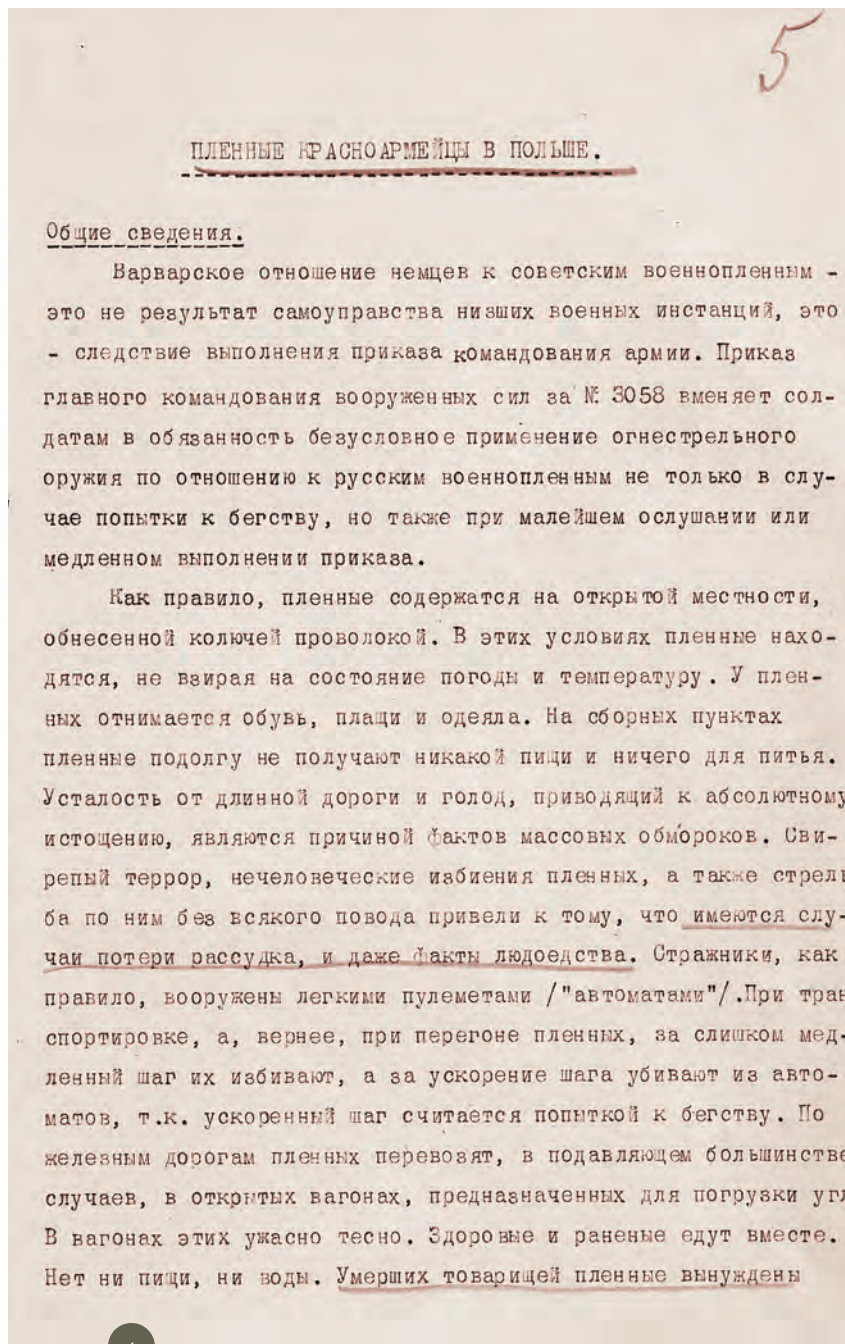 5
ПЛЕННЫЕ КРАСНОАРМЕЙЦЫ В ПОЛЬШЕ.
Общие сведения.
Варварское отношение немцев к советским военнопленным -
это не результат самоуправства низших военных инстанций, это
- следствие выполнения приказа командования армии. Приказ
главного командования вооруженных сил за № 3058 вменяет сол-
датам в обязанность безусловное применение огнестрельного
оружия по отношению к русским военнопленным не только в слу-
чае попытки к бегству, но также при малейшем ослушании или
медленном выполнении приказа.
Как правило, пленные содержатся на открытой местности,
обнесенной колючей проволокой. В этих условиях пленные нахо-
дятся, не взирая на состояние погоды и температуру. У плен-
ных отнимается обувь, плащи и одеяла. На сборных пунктах
пленные подолгу не получают никакой пищи и ничего для питья.
Усталость от длинной дороги и голод, приводящий к абсолютному
истощению, являются причиной фактов массовых обмороков. Сви-
репый террор, нечеловеческие избиения пленных, а также стрель
ба по ним без всякого повода привели к тому, что имеются слу-
чаи потери рассудка, и даже факты людоедства. Стражники, как
правило, вооружены легкими пулеметами /"автоматами"/.При тран
спортировке, а, вернее, при перегоне пленных, за слишком мед-
ленный шаг их избивают, а за ускорение шага убивают из авто-
матов, т.к. ускоренный шаг считается попыткой к бегству. По
железным дорогам пленных перевозят, в подавляющем большинстве
случаев, в открытых вагонах, предназначенных для погрузки угл
В вагонах этих ужасно тесно. Здоровые и раненые едут вместе.
Нет ни пищи, ни воды. Умерших товарищей пленные вынуждены